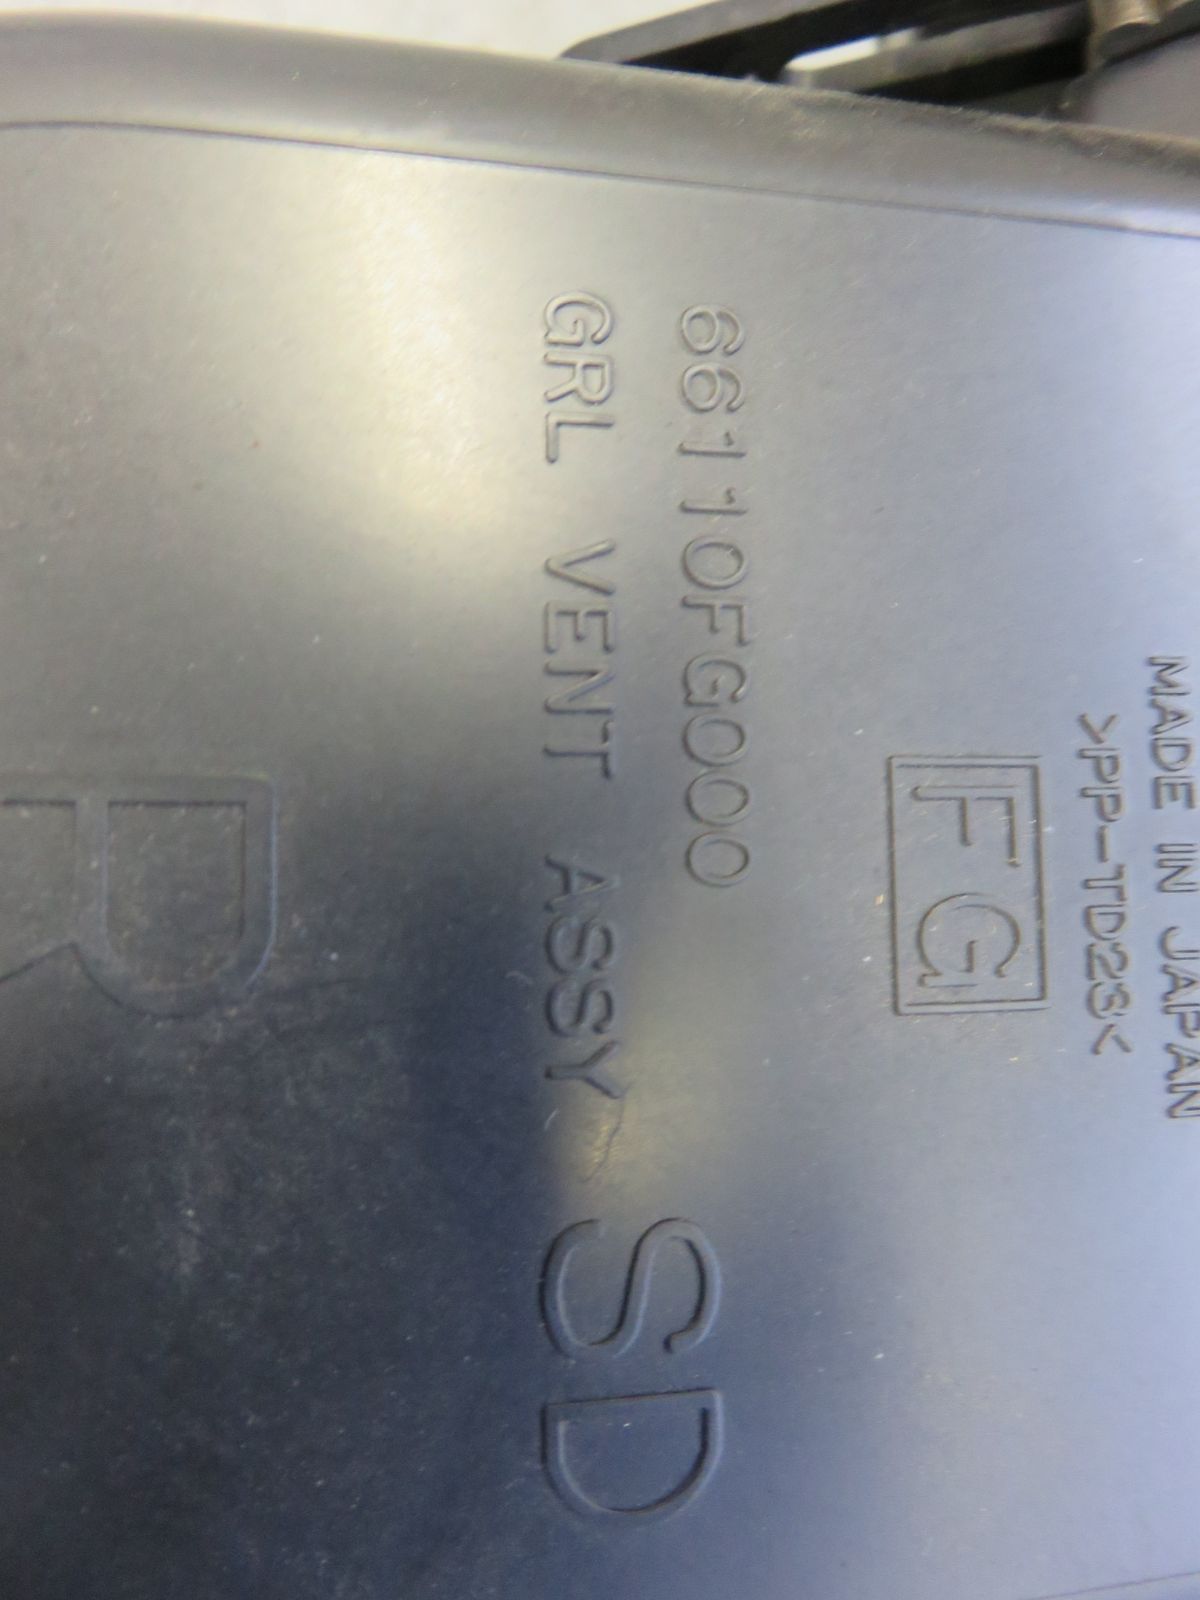 MADE IN JAPAN
>PP-TD23<
FG
66110FG000
GRL VENT ASSY SD
R